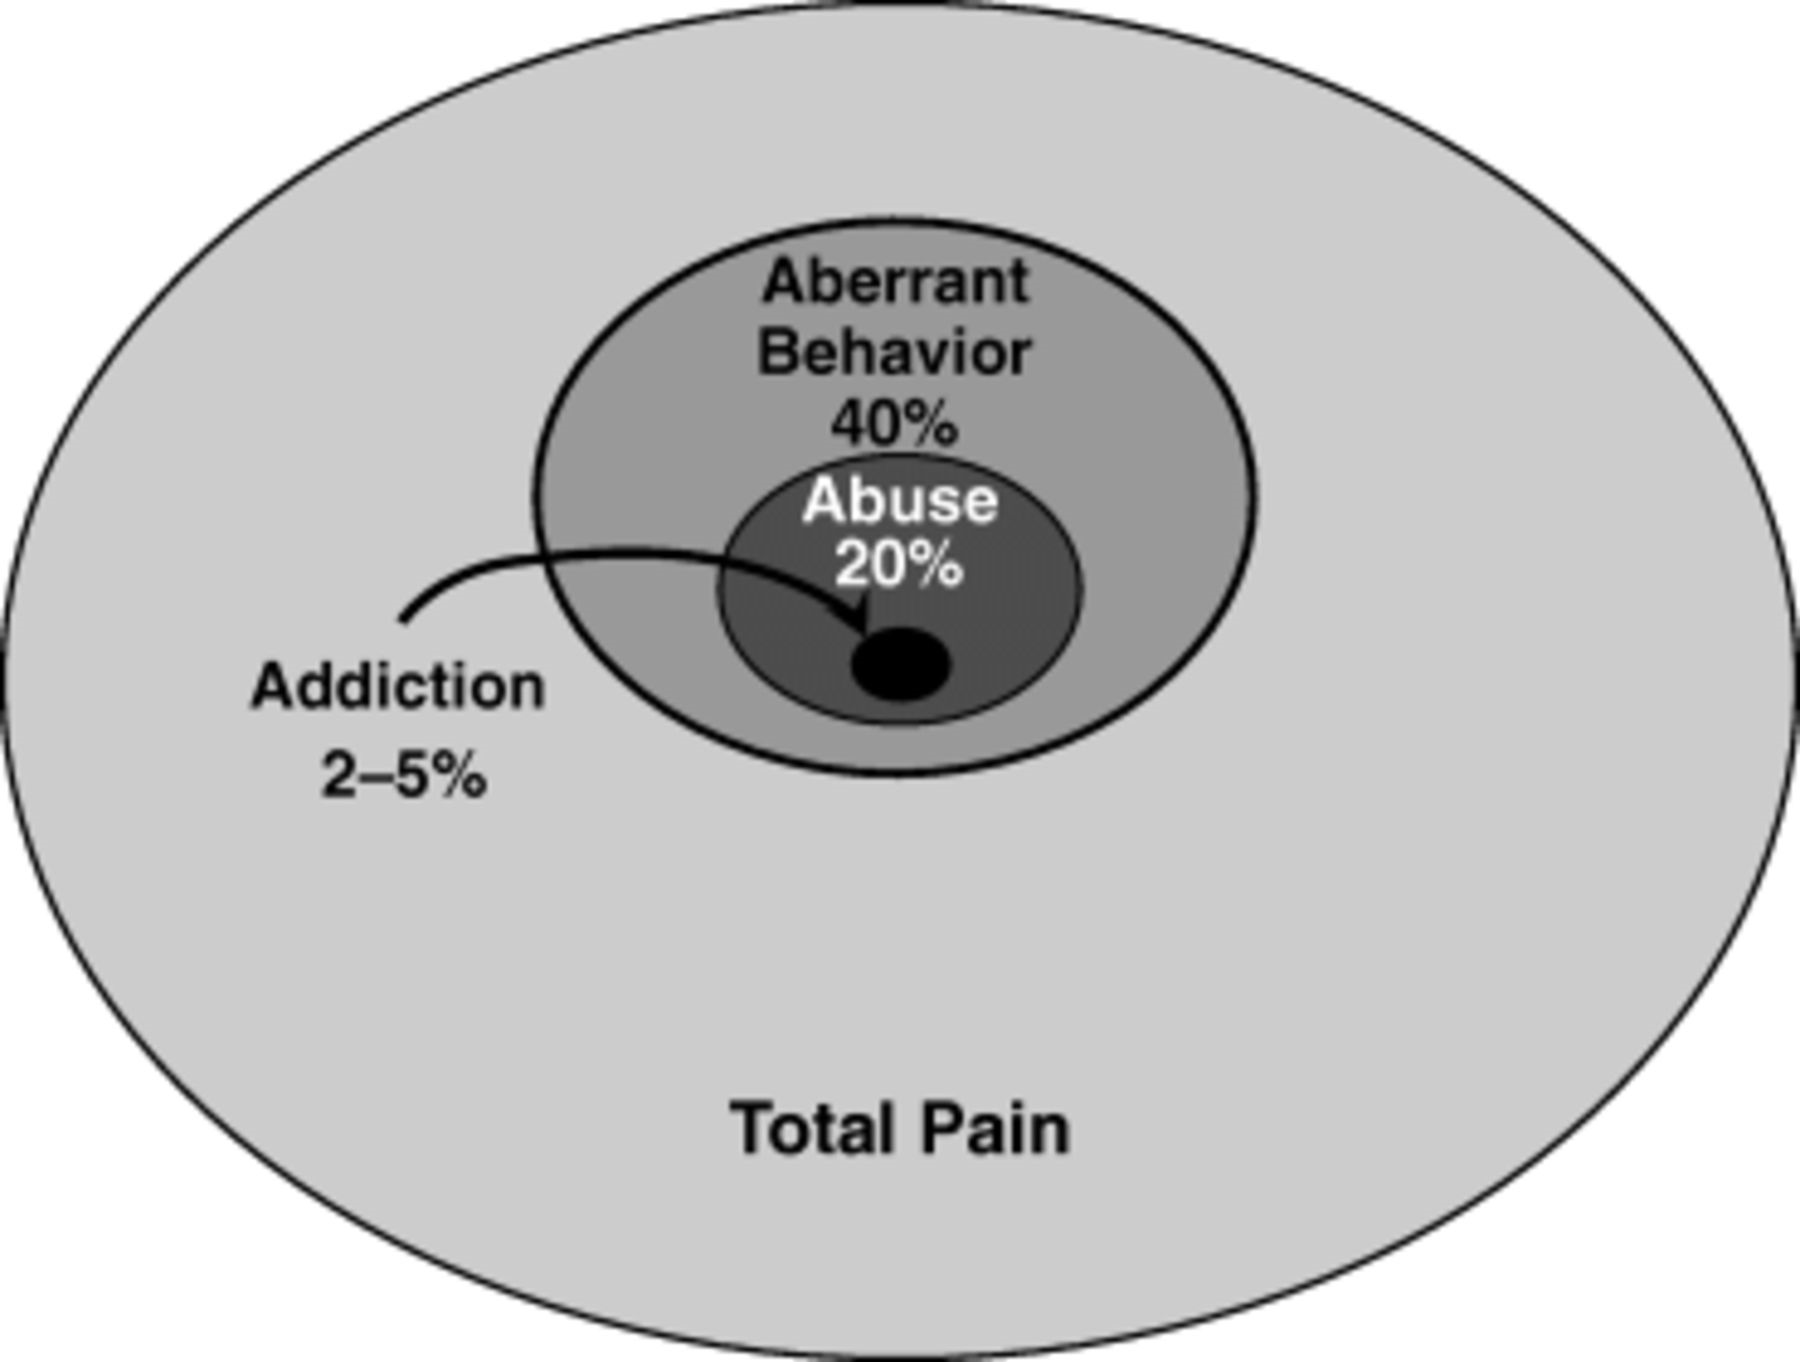 Aberrant
Behavior
40%
Abuse
20%
Addiction
2–5%
Total Pain